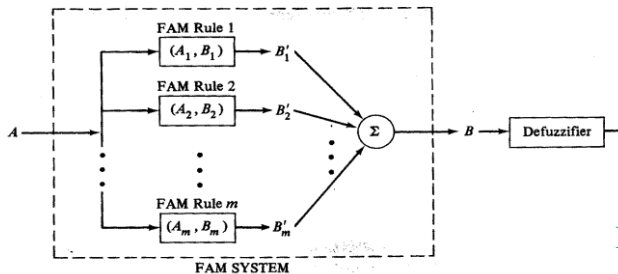 FAM Rule 1
(A₁, B₁)
B′₁
FAM Rule 2
(A₂, B₂)
B′₂
A
Σ
B
Defuzzifier
FAM Rule m
(Aₘ, Bₘ)
B′ₘ
FAM SYSTEM